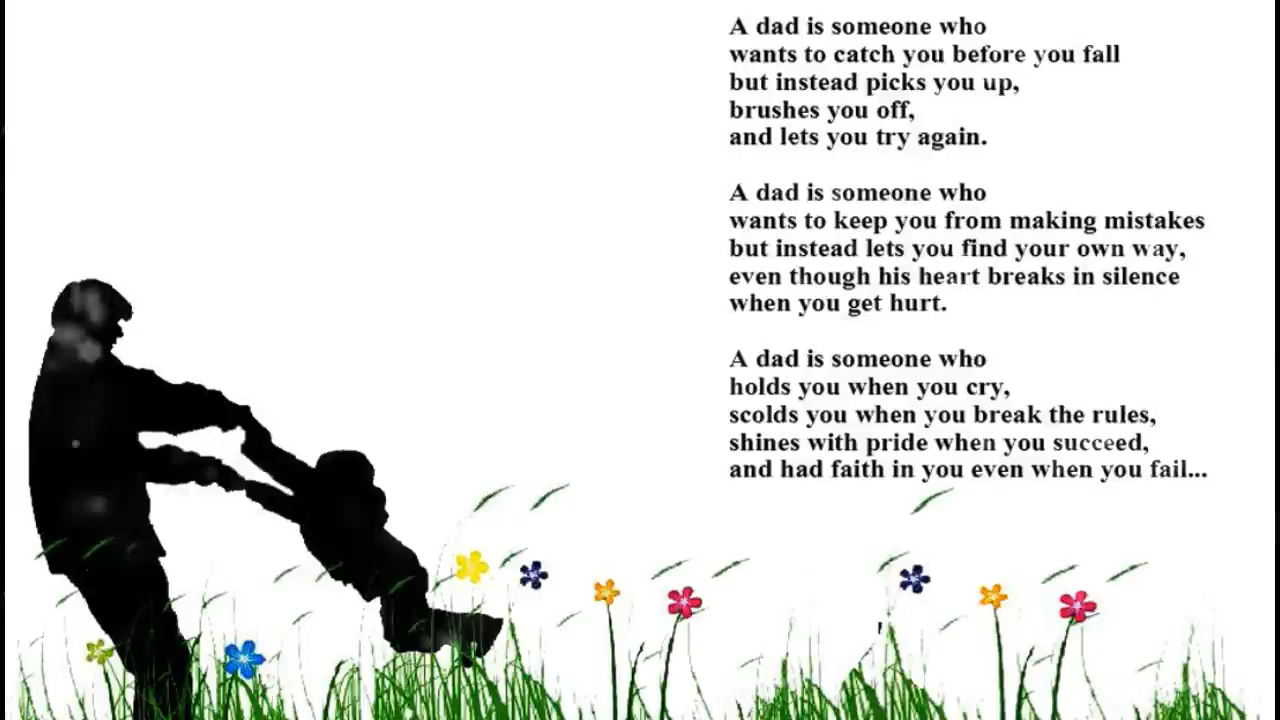 A dad is someone who
wants to catch you before you fall
but instead picks you up,
brushes you off,
and lets you try again.
A dad is someone who
wants to keep you from making mistakes
but instead lets you find your own way,
even though his heart breaks in silence
when you get hurt.
A dad is someone who
holds you when you cry,
scolds you when you break the rules,
shines with pride when you succeed,
and had faith in you even when you fail...